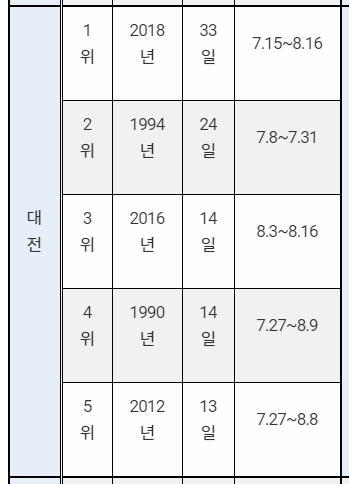 대
전
1
위
2018
년
33
일
7.15~8.16
2
위
1994
년
24
일
7.8~7.31
3
위
2016
년
14
일
8.3~8.16
4
위
1990
년
14
일
7.27~8.9
5
위
2012
년
13
일
7.27~8.8